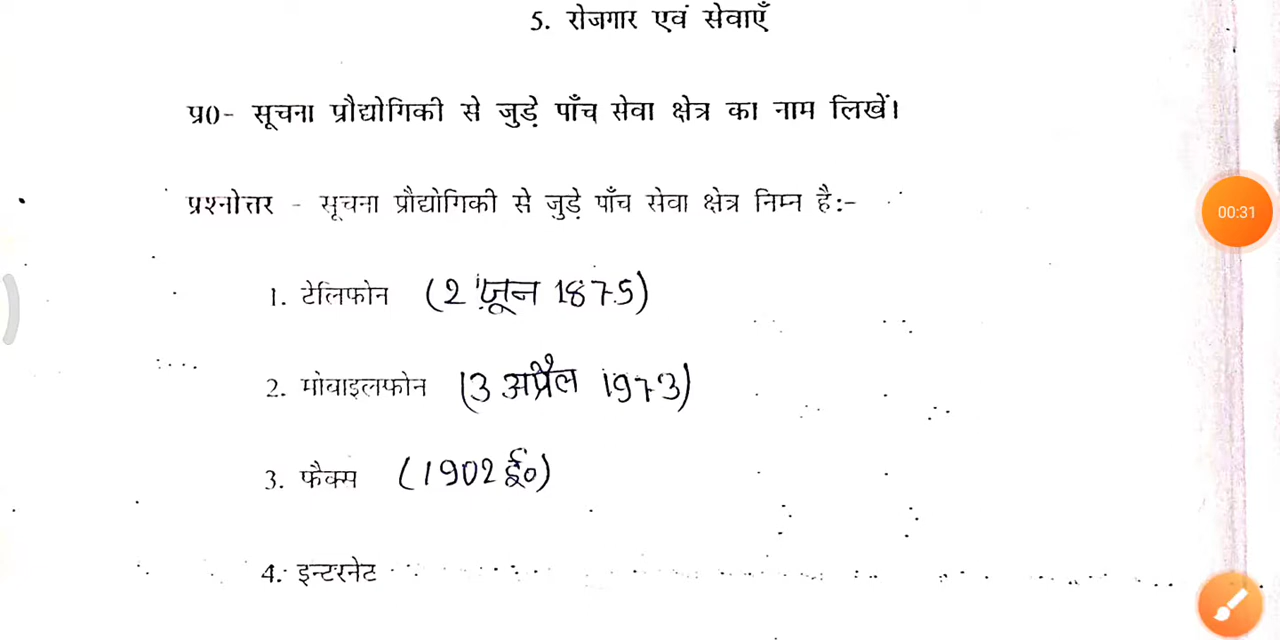 5. रोजगार एवं सेवाएँ
प्र0- सूचना प्रौद्योगिकी से जुड़े पाँच सेवा क्षेत्र का नाम लिखें।
प्रश्नोत्तर - सूचना प्रौद्योगिकी से जुड़े पाँच सेवा क्षेत्र निम्न है:-
00:31
1. टेलिफोन (2 जून 1875)
2. मोवाइलफोन (3 अप्रैल 1973)
3. फैक्स (1902 ई०)
4. इन्टरनेट